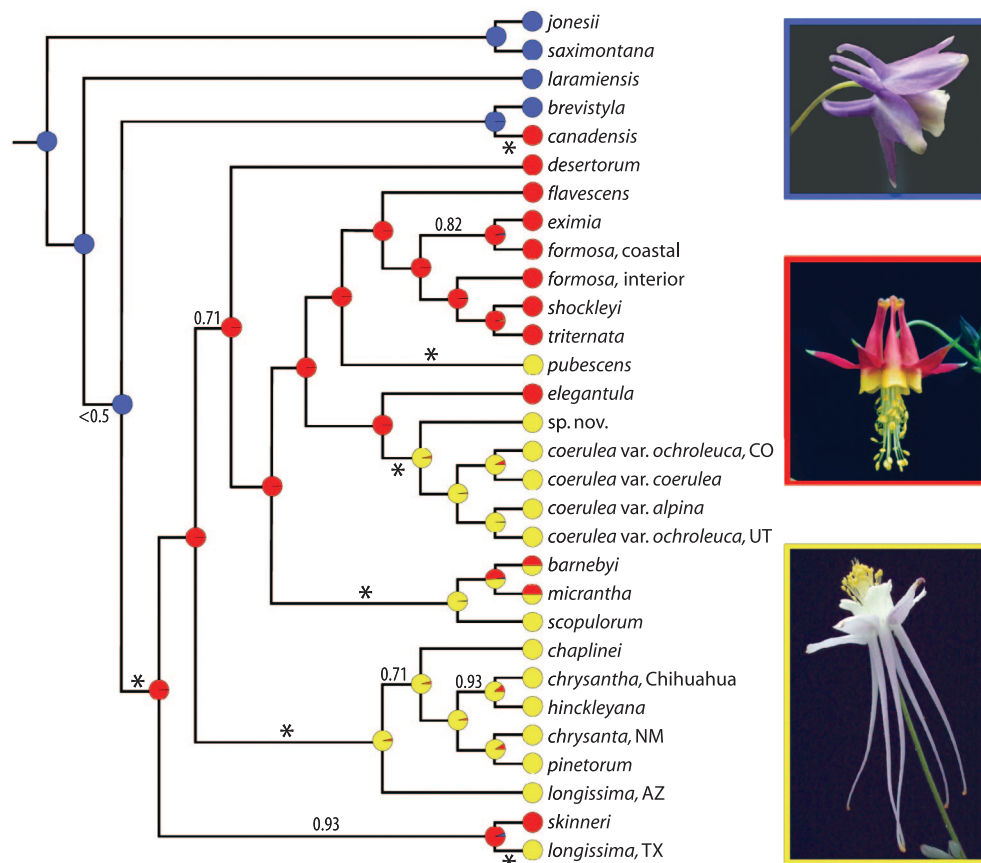 jonesii
saximontana
laramiensis
brevistyla
canadensis
*
desertorum
flavescens
eximia
0.82
formosa, coastal
formosa, interior
shockleyi
0.71
triternata
*
pubescens
elegantula
<0.5
sp. nov.
coerulea var. ochroleuca, CO
*
coerulea var. coerulea
coerulea var. alpina
coerulea var. ochroleuca, UT
barnebyi
*
micrantha
scopulorum
chaplinei
0.71
0.93
chrysantha, Chihuahua
*
hinckleyana
*
chrysanta, NM
pinetorum
longissima, AZ
0.93
skinneri
longissima, TX
*